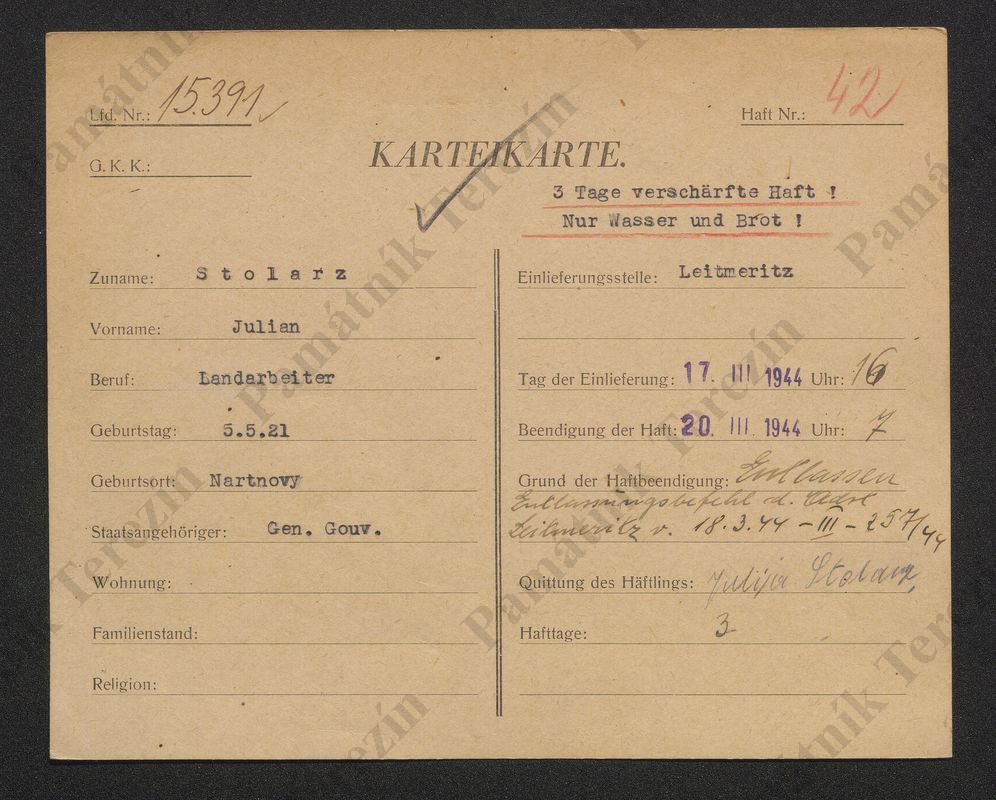 Lfd. Nr.: 15.391
Haft Nr.: 42
G. K. K.:
KARTEIKARTE.
3 Tage verschärfte Haft !
Nur Wasser und Brot !
Zuname: Stolarz
Vorname: Julian
Beruf: Landarbeiter
Geburtstag: 5.5.21
Geburtsort: Nartnovy
Staatsangehöriger: Gen. Gouv.
Wohnung:
Familienstand:
Religion:
Einlieferungsstelle: Leitmeritz
Tag der Einlieferung: 17. III 1944 Uhr: 16
Beendigung der Haft: 20. III 1944 Uhr: 7
Grund der Haftbeendigung: Entlassen
Entlassungsbefehl d. Adst
Leitmeritz v. 18.3.44 - III - 257/44
Quittung des Häftlings: Stolarz
Hafttage: 3
Památník Terezín